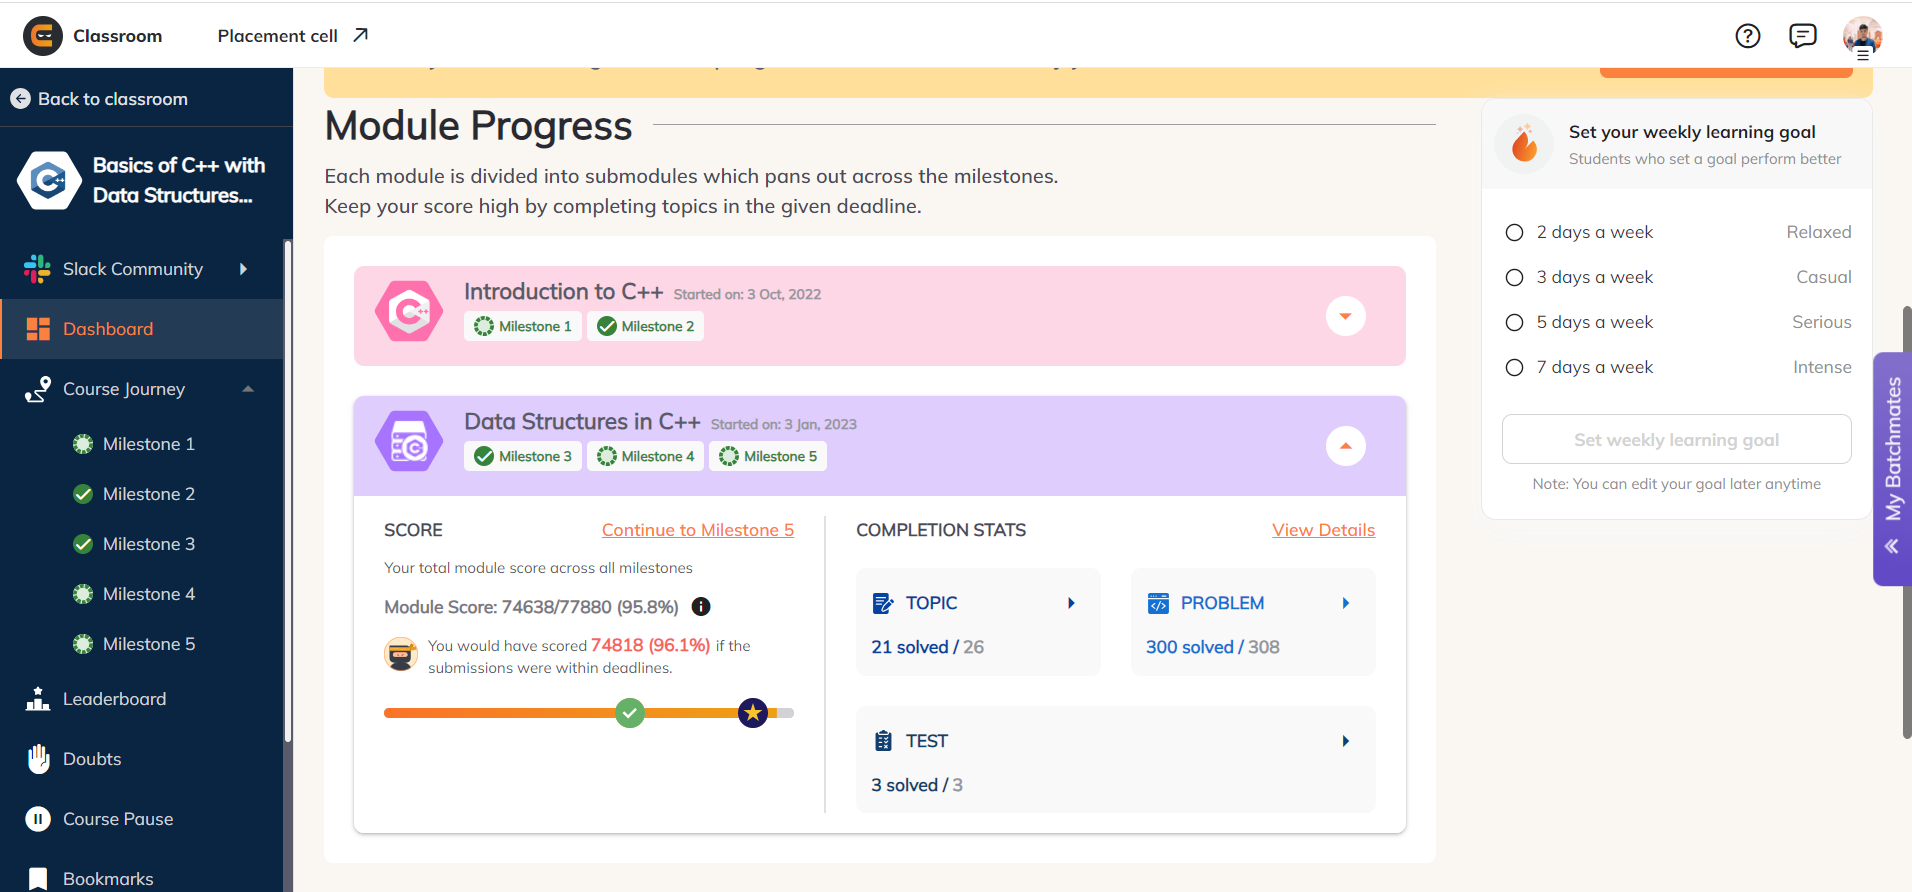 Classroom
Placement cell
Back to classroom
Basics of C++ with
Data Structures...
Slack Community
Dashboard
Course Journey
Milestone 1
Milestone 2
Milestone 3
Milestone 4
Milestone 5
Leaderboard
Doubts
Course Pause
Bookmarks
Module Progress
Each module is divided into submodules which pans out across the milestones.
Keep your score high by completing topics in the given deadline.
Introduction to C++ Started on: 3 Oct, 2022
Milestone 1 Milestone 2
Data Structures in C++ Started on: 3 Jan, 2023
Milestone 3 Milestone 4 Milestone 5
SCORE Continue to Milestone 5
Your total module score across all milestones
Module Score: 74638/77880 (95.8%)
You would have scored 74818 (96.1%) if the
submissions were within deadlines.
COMPLETION STATS View Details
TOPIC
21 solved / 26
PROBLEM
300 solved / 308
TEST
3 solved / 3
Set your weekly learning goal
Students who set a goal perform better
2 days a week Relaxed
3 days a week Casual
5 days a week Serious
7 days a week Intense
Set weekly learning goal
Note: You can edit your goal later anytime
My Batchmates